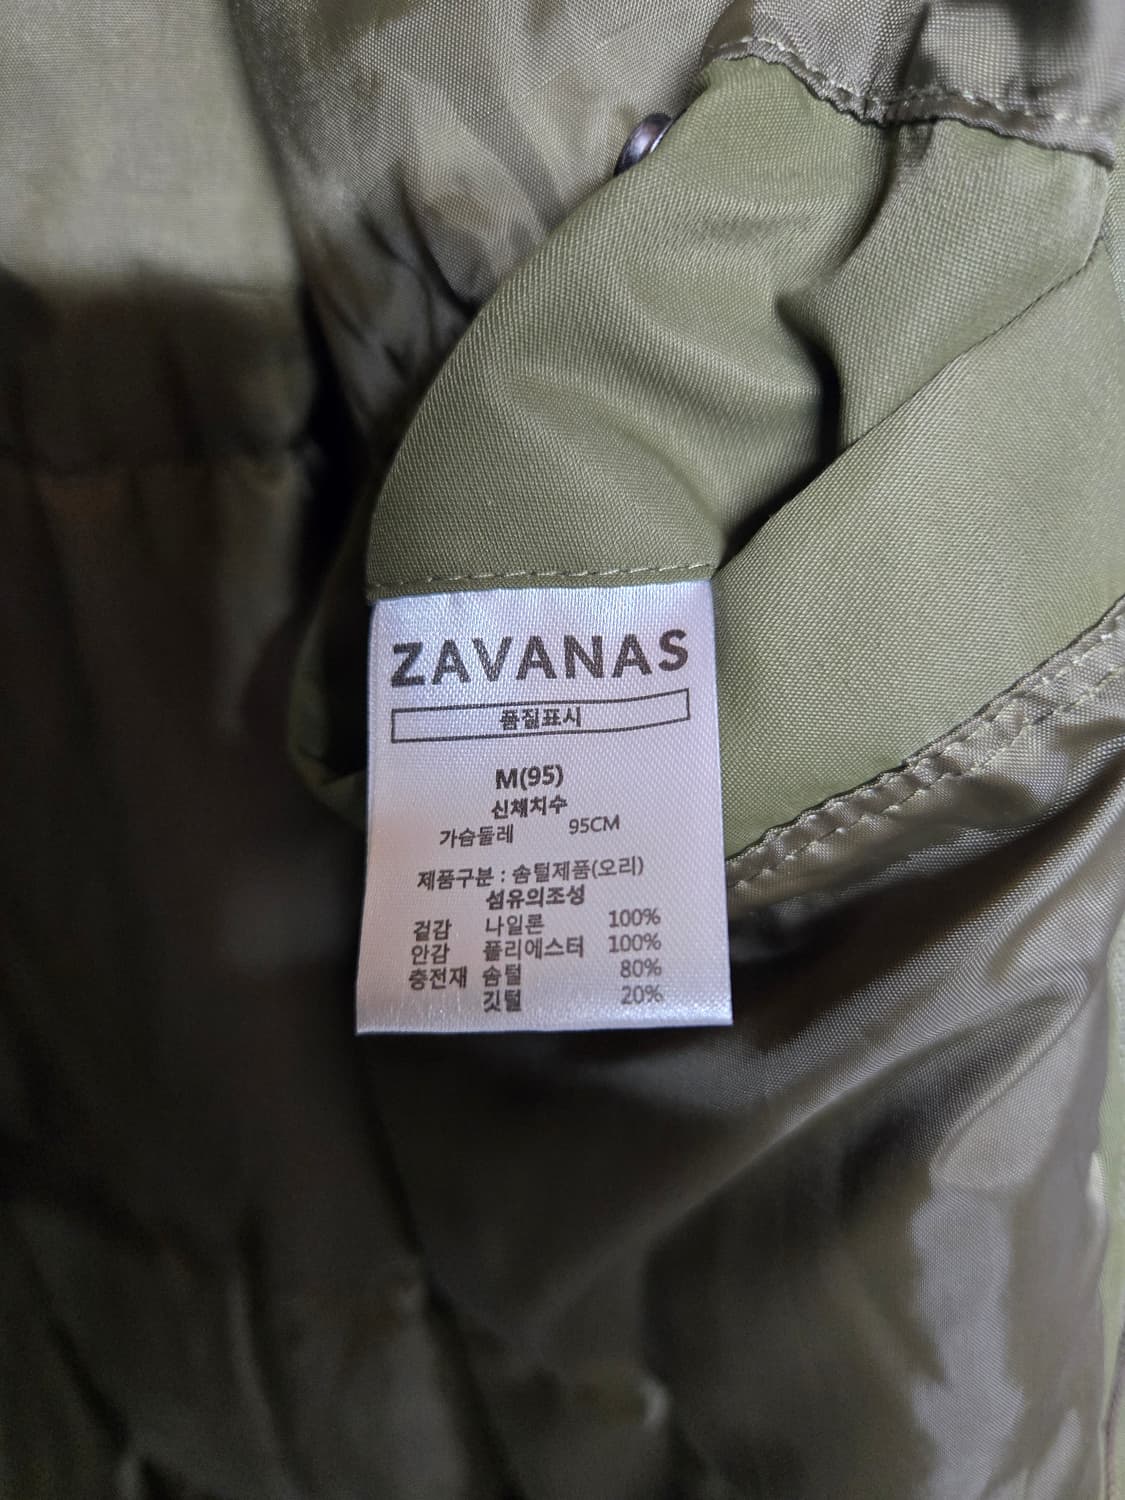 ZAVANAS
품질표시
M(95)
신체치수
가슴둘레 95CM
제품구분 : 솜털제품(오리)
섬유의조성
겉감 나일론 100%
안감 폴리에스터 100%
충전재 솜털 80%
깃털 20%